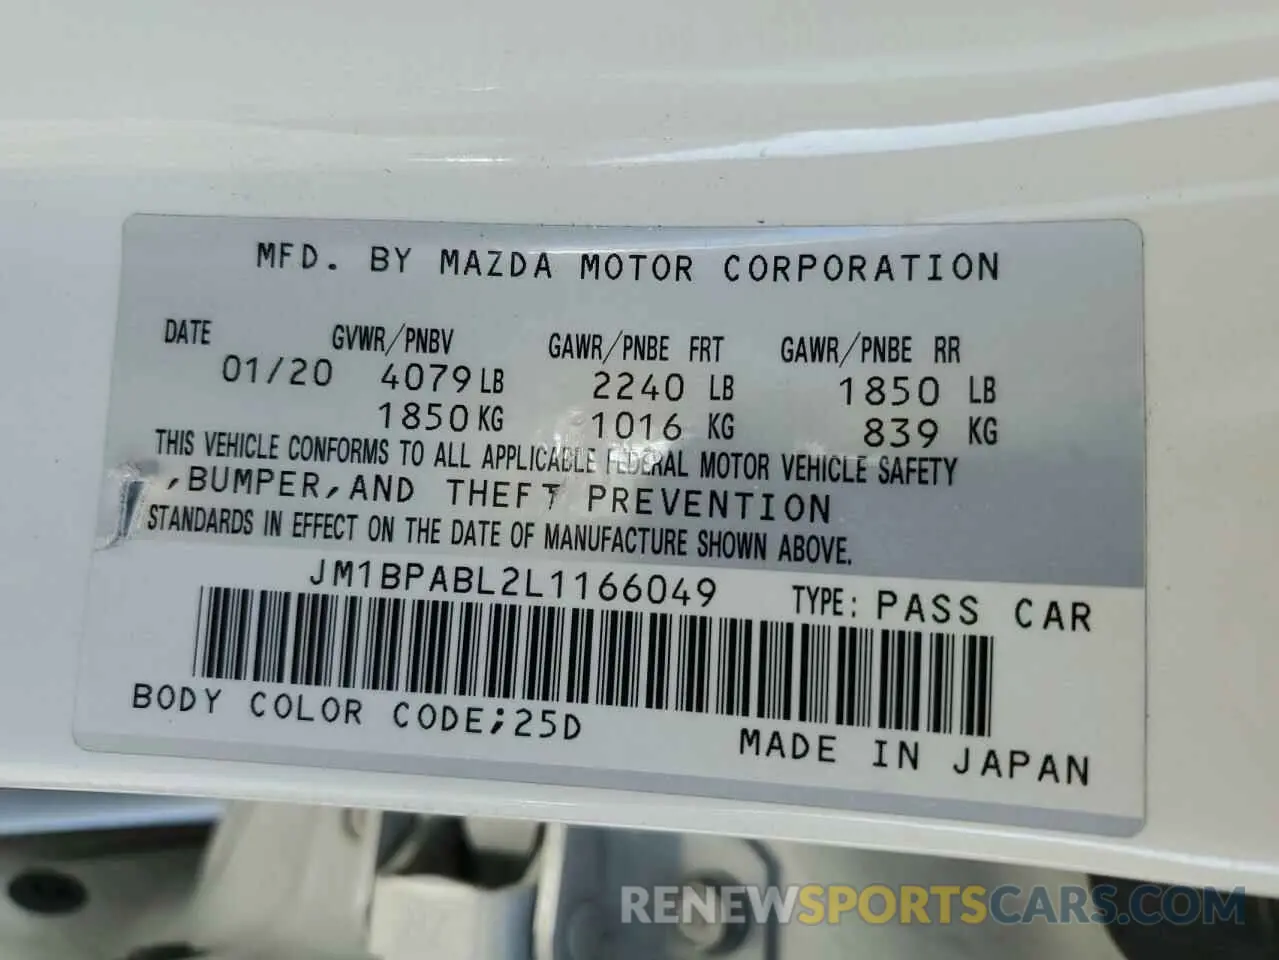 MFD. BY MAZDA MOTOR CORPORATION
DATE GVWR/PNBV GAWR/PNBE FRT GAWR/PNBE RR
01/20 4079 LB 2240 LB 1850 LB
1850 KG 1016 KG 839 KG
THIS VEHICLE CONFORMS TO ALL APPLICABLE FEDERAL MOTOR VEHICLE SAFETY
,BUMPER,AND THEFT PREVENTION
STANDARDS IN EFFECT ON THE DATE OF MANUFACTURE SHOWN ABOVE.
JM1BPABL2L1166049 TYPE: PASS CAR
BODY COLOR CODE;25D
MADE IN JAPAN
RENEWSPORTSCARS.COM